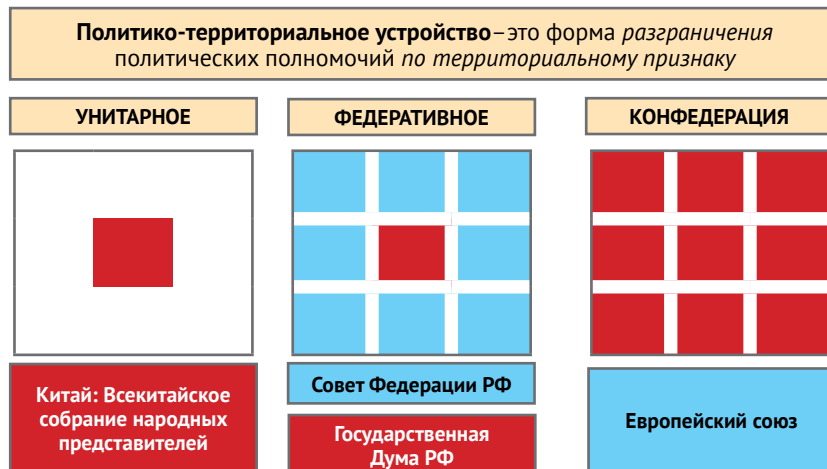 Политико-территориальное устройство–это форма разграничения
политических полномочий по территориальному признаку
УНИТАРНОЕ
ФЕДЕРАТИВНОЕ
КОНФЕДЕРАЦИЯ
Китай: Всекитайское
собрание народных
представителей
Совет Федерации РФ
Государственная
Дума РФ
Европейский союз